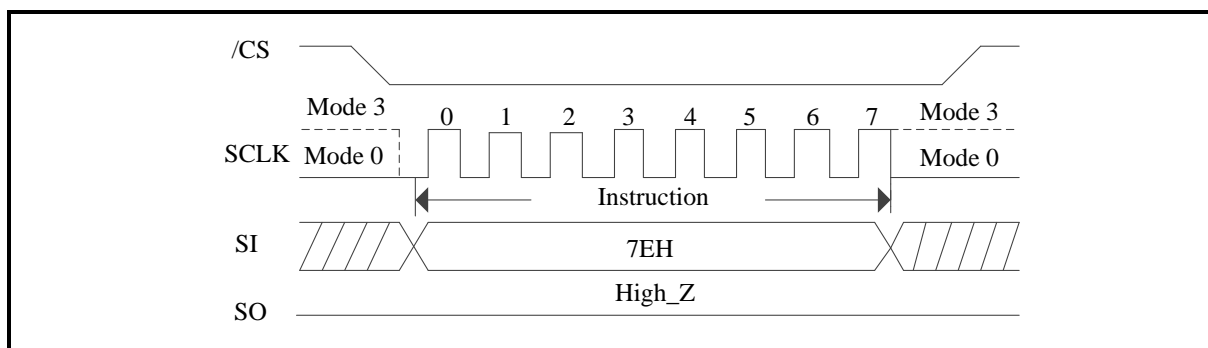 /CS
Mode 3 0 1 2 3 4 5 6 7 Mode 3
SCLK Mode 0 Mode 0
Instruction
SI 7EH
High_Z
SO